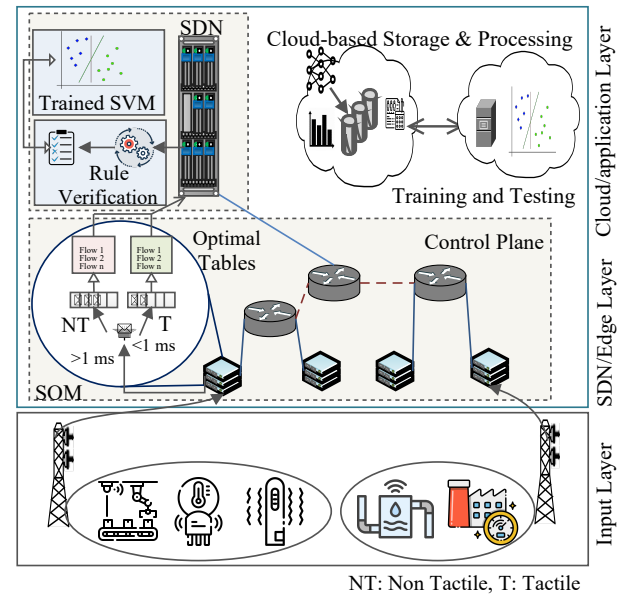 SDN
Cloud-based Storage & Processing
Trained SVM
Rule
Verification
Training and Testing
Cloud/application Layer
Optimal
Tables
Control Plane
Flow 1
Flow 2
Flow n
Flow 1
Flow 2
Flow n
NT
T
>1 ms
<1 ms
SOM
SDN/Edge Layer
Input Layer
NT: Non Tactile, T: Tactile